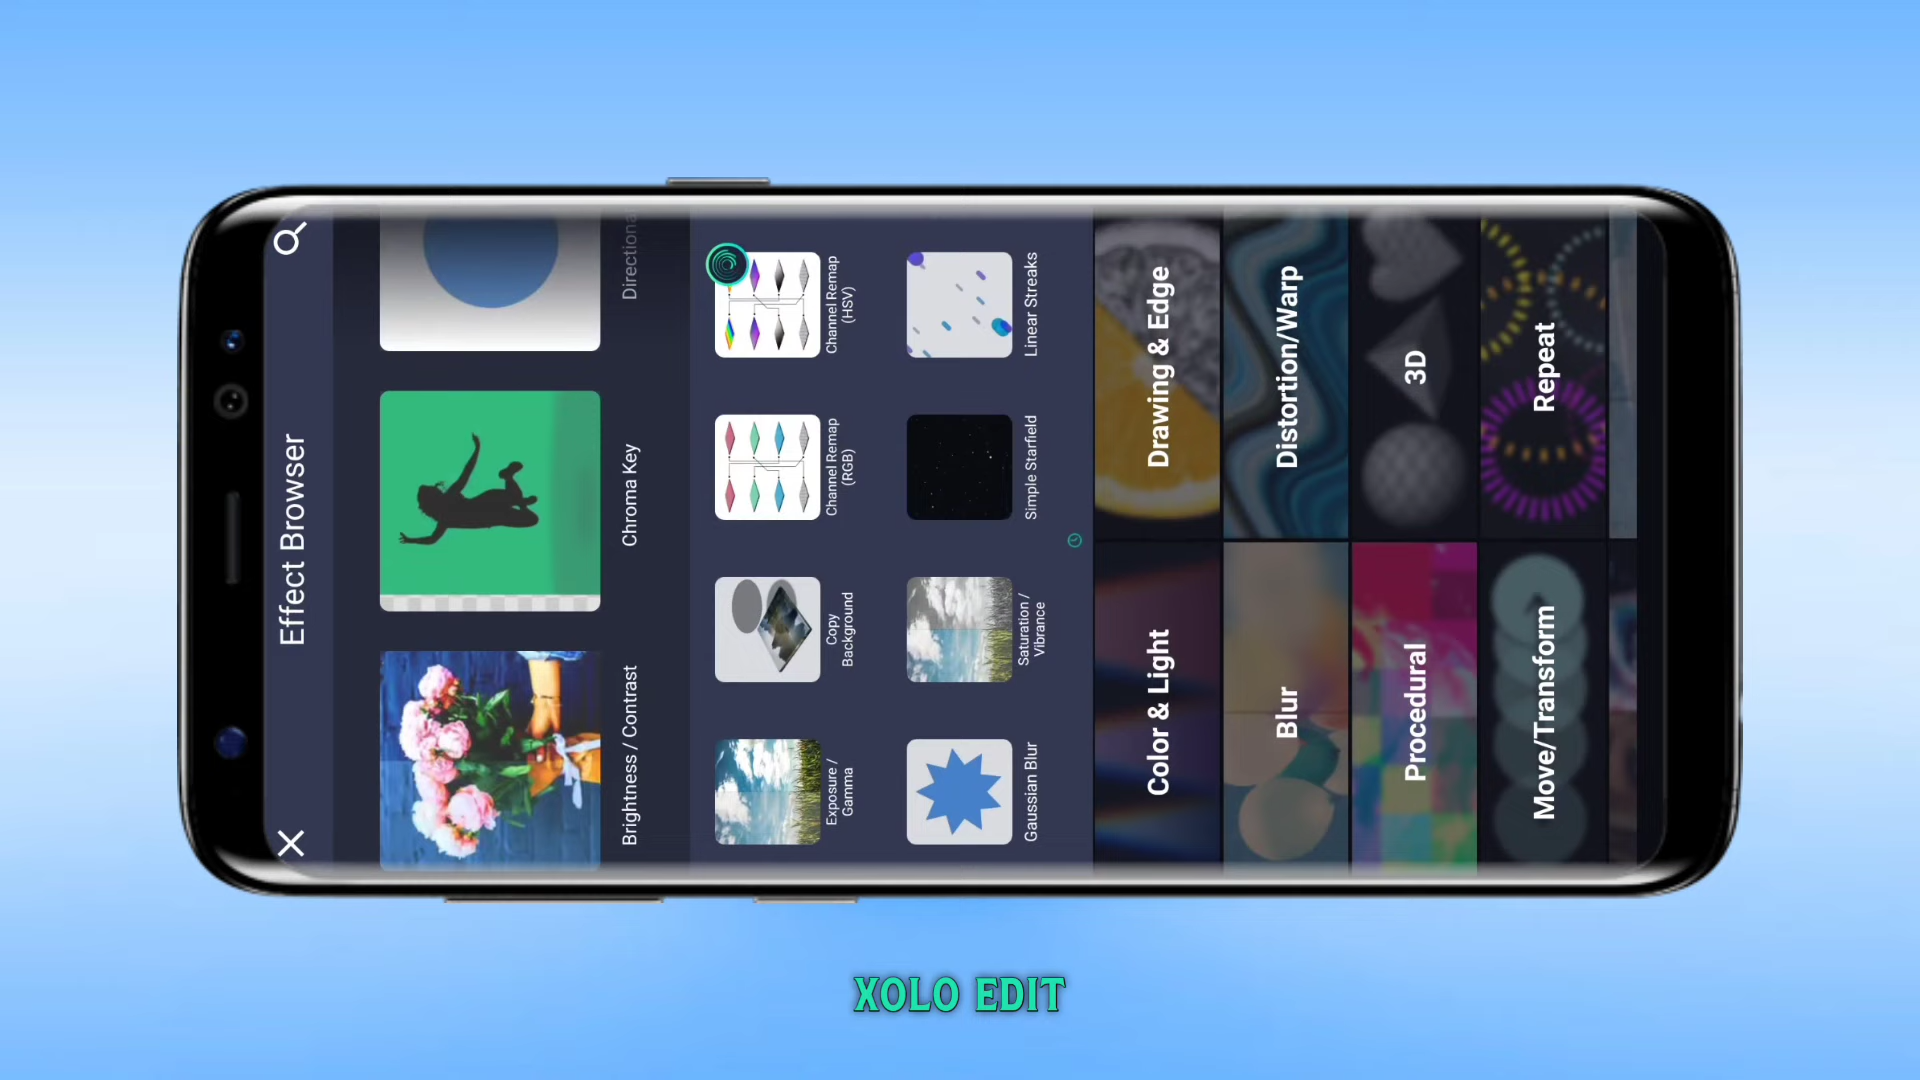 Effect Browser
Brightness / Contrast
Chroma Key
Directiona
Exposure /
Gamma
Copy
Background
Channel Remap
(RGB)
Channel Remap
(HSV)
Gaussian Blur
Saturation /
Vibrance
Simple Starfield
Linear Streaks
Color & Light
Drawing & Edge
Blur
Distortion/Warp
Procedural
3D
Move/Transform
Repeat
XOLO EDIT